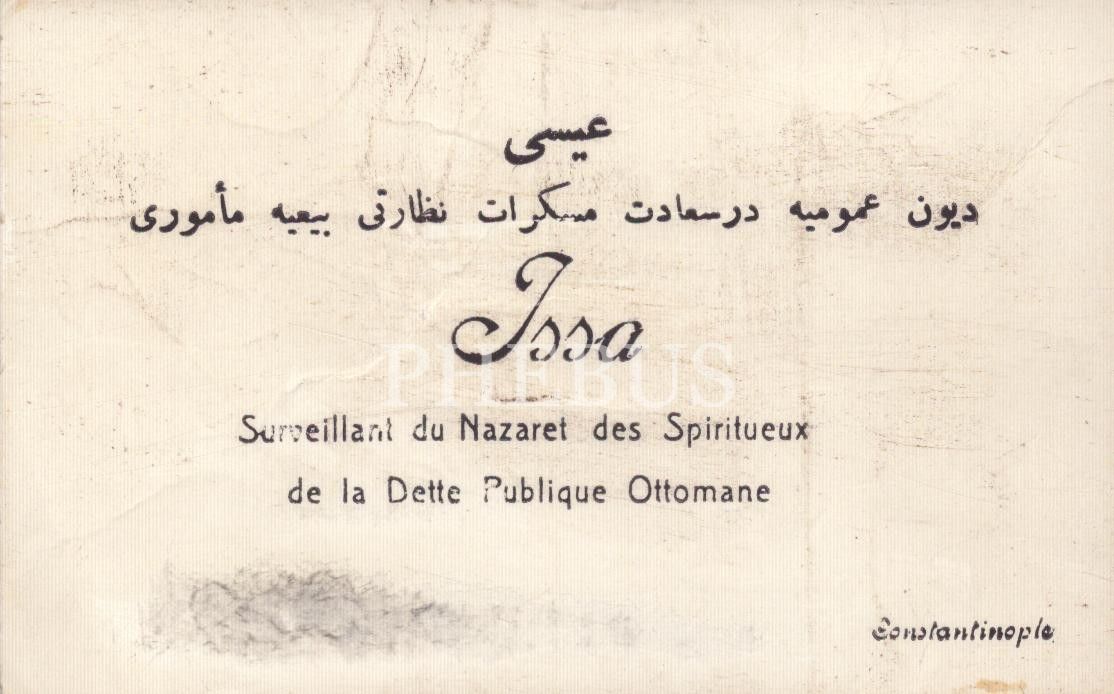 عيسى
ديون عموميه درسعادت مسكرات نظارتى بيعيه مأمورى
Issa
PHEBUS
Surveillant du Nazaret des Spiritueux
de la Dette Publique Ottomane
Constantinople